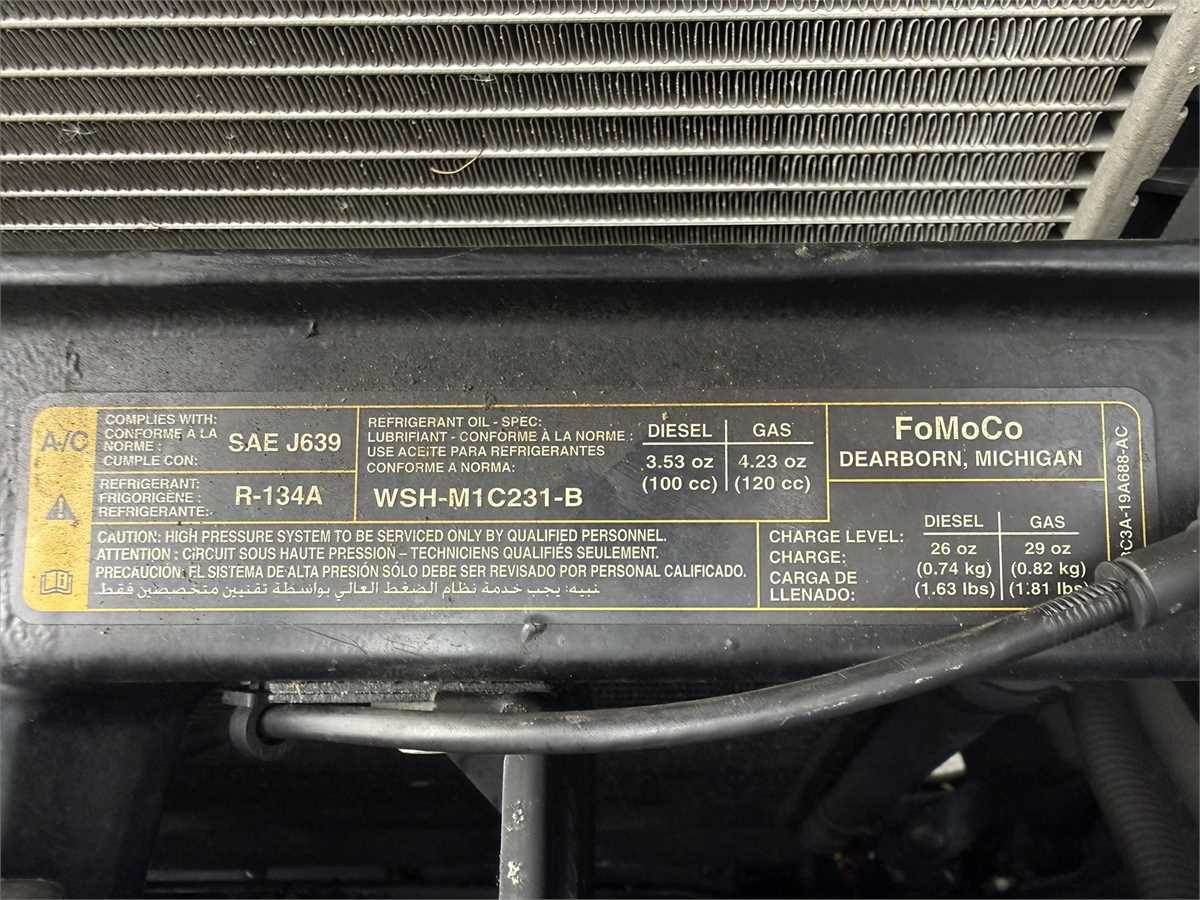 A/C
COMPLIES WITH:
CONFORME À LA
NORME :
CUMPLE CON:
SAE J639
REFRIGERANT:
FRIGORIGÈNE :
REFRIGERANTE:
R-134A
REFRIGERANT OIL - SPEC:
LUBRIFIANT - CONFORME À LA NORME :
USE ACEITE PARA REFRIGERANTES
CONFORME A NORMA:
WSH-M1C231-B
DIESEL GAS
3.53 oz 4.23 oz
(100 cc) (120 cc)
FoMoCo
DEARBORN, MICHIGAN
CAUTION: HIGH PRESSURE SYSTEM TO BE SERVICED ONLY BY QUALIFIED PERSONNEL.
ATTENTION : CIRCUIT SOUS HAUTE PRESSION – TECHNICIENS QUALIFIÉS SEULEMENT.
PRECAUCIÓN: EL SISTEMA DE ALTA PRESIÓN SÓLO DEBE SER REVISADO POR PERSONAL CALIFICADO.
تنبيه: يجب خدمة نظام الضغط العالي بواسطة تقنيين متخصصين فقط.
CHARGE LEVEL:
CHARGE:
CARGA DE
LLENADO:
DIESEL GAS
26 oz 29 oz
(0.74 kg) (0.82 kg)
(1.63 lbs) (1.81 lbs)
C3A-19A688-AC